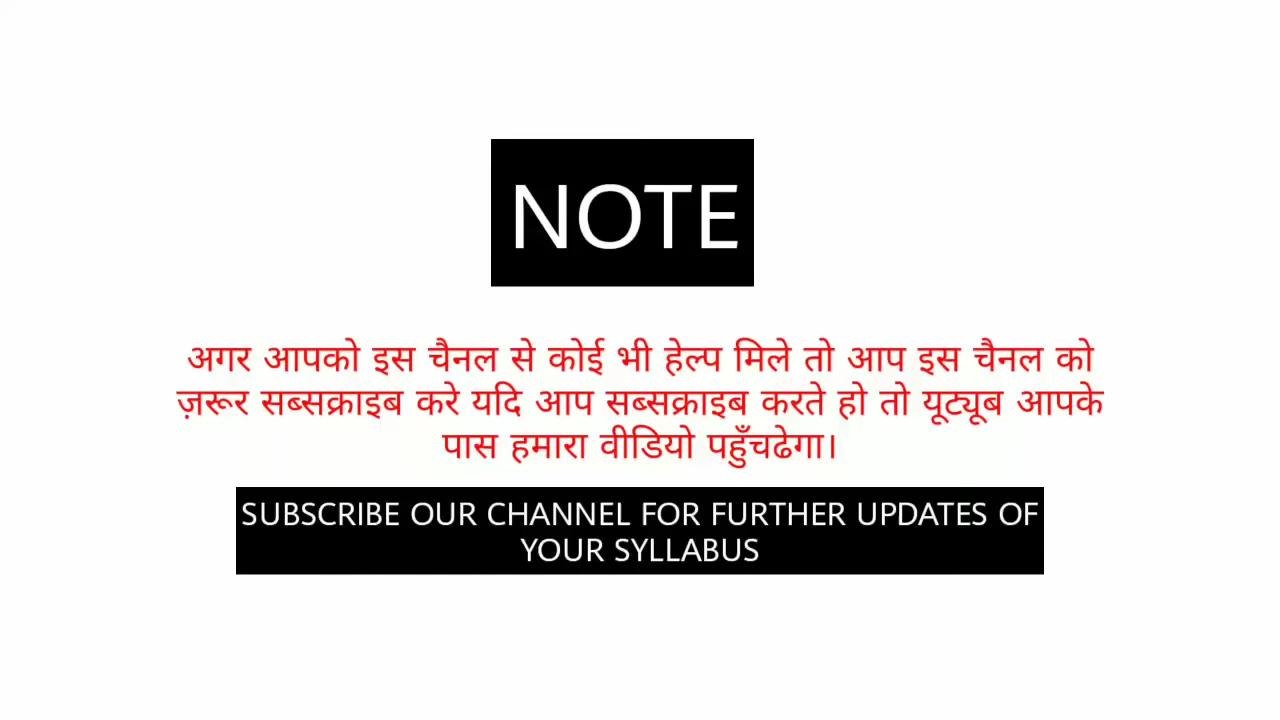 NOTE
अगर आपको इस चैनल से कोई भी हेल्प मिले तो आप इस चैनल को
ज़रूर सब्सक्राइब करे यदि आप सब्सक्राइब करते हो तो यूट्यूब आपके
पास हमारा वीडियो पहुँचढेगा।
SUBSCRIBE OUR CHANNEL FOR FURTHER UPDATES OF
YOUR SYLLABUS